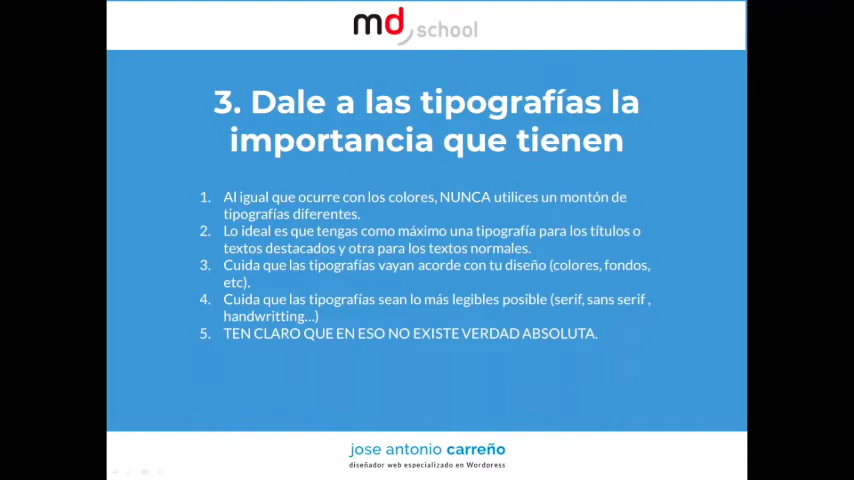 md school
3. Dale a las tipografías la
importancia que tienen
1. Al igual que ocurre con los colores, NUNCA utilices un montón de
tipografías diferentes.
2. Lo ideal es que tengas como máximo una tipografía para los títulos o
textos destacados y otra para los textos normales.
3. Cuida que las tipografías vayan acorde con tu diseño (colores, fondos,
etc).
4. Cuida que las tipografías sean lo más legibles posible (serif, sans serif ,
handwritting...)
5. TEN CLARO QUE EN ESO NO EXISTE VERDAD ABSOLUTA.
jose antonio carreño
diseñador web especializado en Wordpress